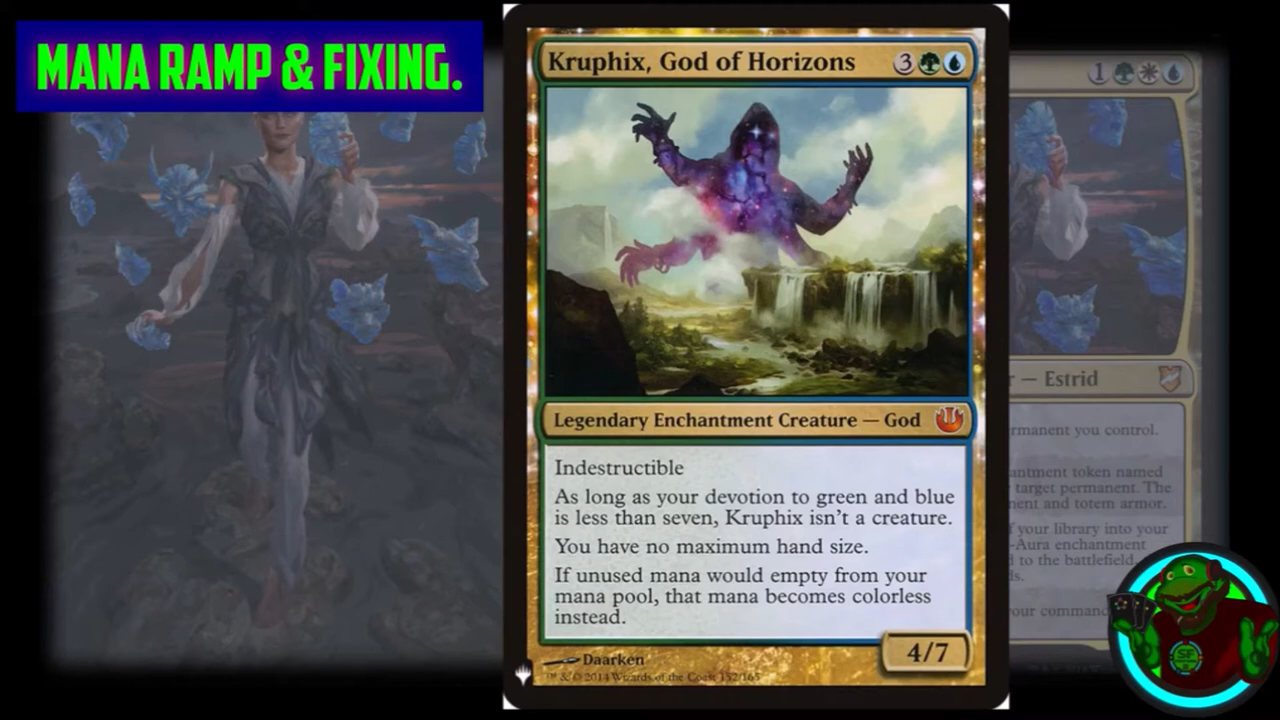 MANA RAMP & FIXING.
Kruphix, God of Horizons 3
1
Legendary Enchantment Creature — God
Indestructible
As long as your devotion to green and blue
is less than seven, Kruphix isn't a creature.
You have no maximum hand size.
If unused mana would empty from your
mana pool, that mana becomes colorless
instead.
4/7
Daarken
™ & © 2014 Wizards of the Coast 152/165
— Estrid
permanent you control.
enchantment token named
target permanent. The
and totem armor.
of your library into your
-Aura enchantment
to the battlefield,
your command
SF